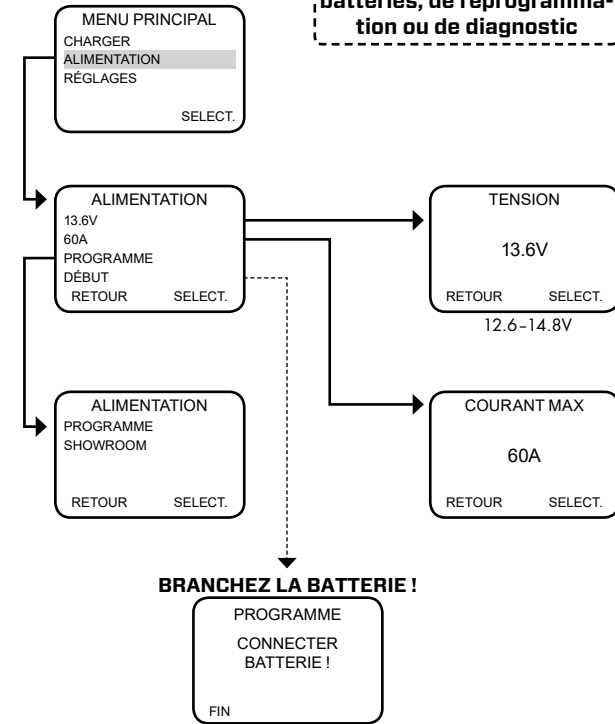 batteries, de reprogramma-
tion ou de diagnostic
MENU PRINCIPAL
CHARGER
ALIMENTATION
RÉGLAGES
SELECT.
ALIMENTATION
13.6V
60A
PROGRAMME
DÉBUT
RETOUR SELECT.
TENSION
13.6V
RETOUR SELECT.
12.6–14.8V
ALIMENTATION
PROGRAMME
SHOWROOM
RETOUR SELECT.
COURANT MAX
60A
RETOUR SELECT.
BRANCHEZ LA BATTERIE !
PROGRAMME
CONNECTER
BATTERIE !
FIN